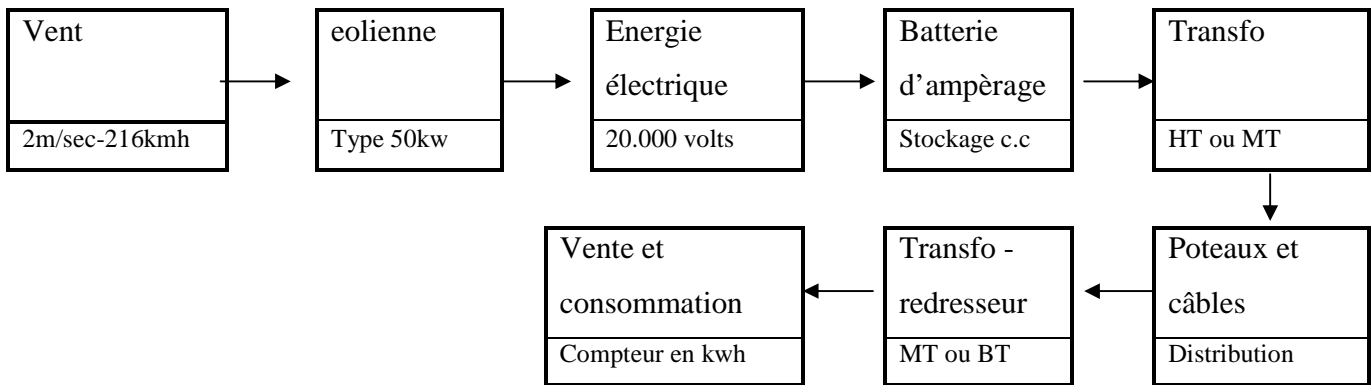 Vent
2m/sec-216kmh
eolienne
Type 50kw
Energie
électrique
20.000 volts
Batterie
d’ampèrage
Stockage c.c
Transfo
HT ou MT
Poteaux et
câbles
Distribution
Transfo -
redresseur
MT ou BT
Vente et
consommation
Compteur en kwh